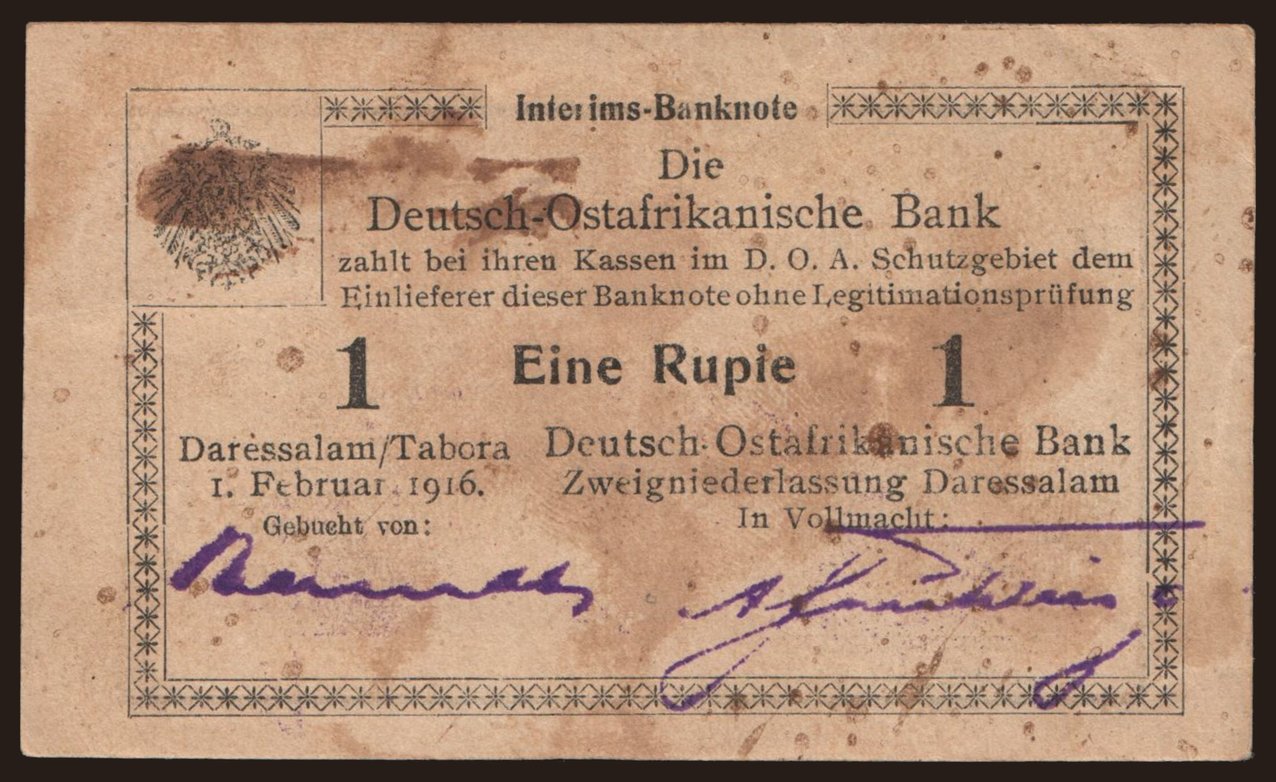 Interims-Banknote
Die
Deutsch-Ostafrikanische Bank
zahlt bei ihren Kassen im D. O. A. Schutzgebiet dem
Einlieferer dieser Banknote ohne Legitimationsprüfung
1 Eine Rupie 1
Daressalam/Tabora
1. Februar 1916.
Gebucht von:
Deutsch-Ostafrikanische Bank
Zweigniederlassung Daressalam
In Vollmacht: